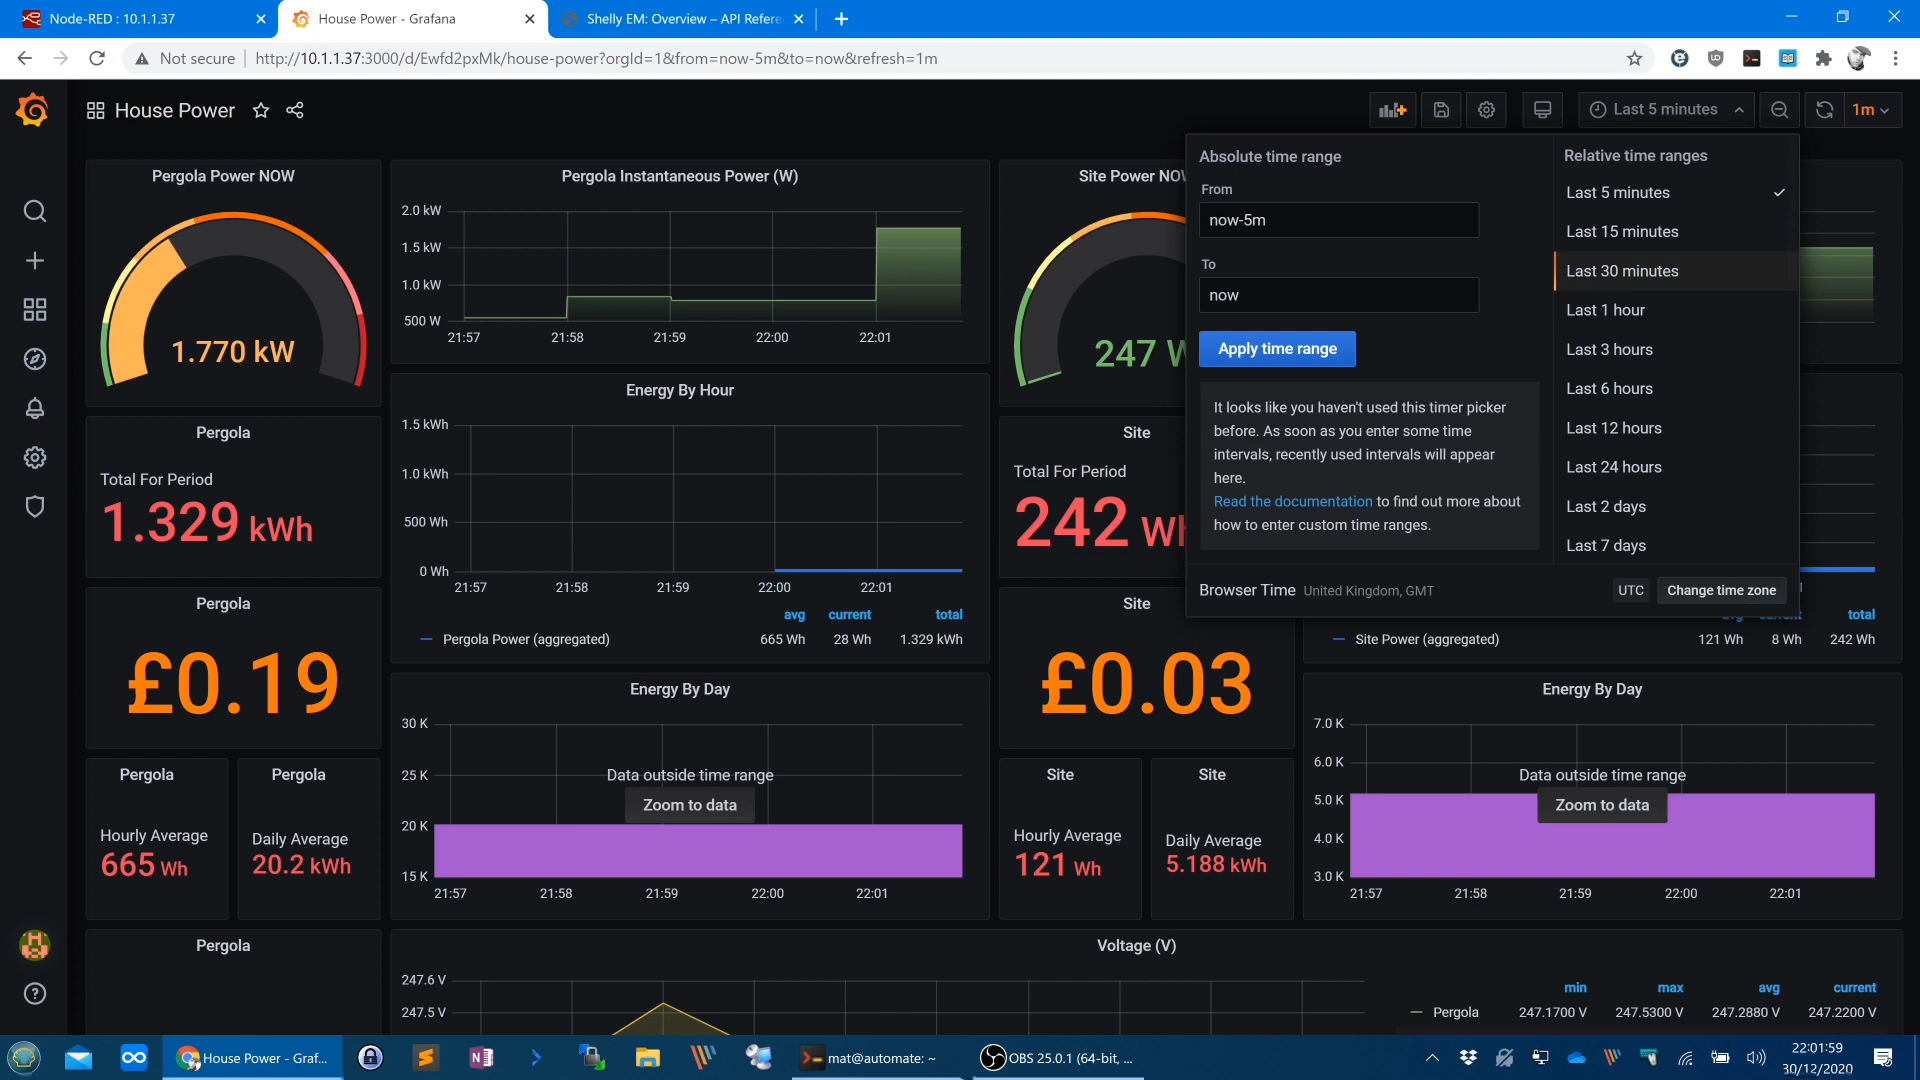 Node-RED : 10.1.1.37
House Power - Grafana
Shelly EM: Overview – API Refere
Not secure
http://10.1.1.37:3000/d/Ewfd2pxMk/house-power?orgId=1&from=now-5m&to=now&refresh=1m
House Power
Last 5 minutes
1m
Pergola Power NOW
1.770 kW
Pergola Instantaneous Power (W)
2.0 kW
1.5 kW
1.0 kW
500 W
21:57 21:58 21:59 22:00 22:01
Site Power NOW
247 W
Absolute time range
From
now-5m
To
now
Apply time range
It looks like you haven't used this timer picker
before. As soon as you enter some time
intervals, recently used intervals will appear
here.
Read the documentation to find out more about
how to enter custom time ranges.
Browser Time United Kingdom, GMT
UTC
Change time zone
Relative time ranges
Last 5 minutes
Last 15 minutes
Last 30 minutes
Last 1 hour
Last 3 hours
Last 6 hours
Last 12 hours
Last 24 hours
Last 2 days
Last 7 days
Pergola
Total For Period
1.329 kWh
Energy By Hour
1.5 kWh
1.0 kWh
500 Wh
0 Wh
21:57 21:58 21:59 22:00 22:01
avg current total
Pergola Power (aggregated) 665 Wh 28 Wh 1.329 kWh
Site
Total For Period
242 Wh
total
Site Power (aggregated) 121 Wh 8 Wh 242 Wh
Pergola
£0.19
Site
£0.03
Energy By Day
30 K
25 K
20 K
15 K
Data outside time range
Zoom to data
21:57 21:58 21:59 22:00 22:01
Energy By Day
7.0 K
6.0 K
5.0 K
4.0 K
3.0 K
Data outside time range
Zoom to data
21:57 21:58 21:59 22:00 22:01
Pergola
Hourly Average
665 Wh
Pergola
Daily Average
20.2 kWh
Site
Hourly Average
121 Wh
Site
Daily Average
5.188 kWh
Pergola
Voltage (V)
247.6 V
247.5 V
min max avg current
Pergola 247.1700 V 247.5300 V 247.2880 V 247.2200 V
House Power - Graf...
mat@automate: ~
OBS 25.0.1 (64-bit, ...
22:01:59
30/12/2020